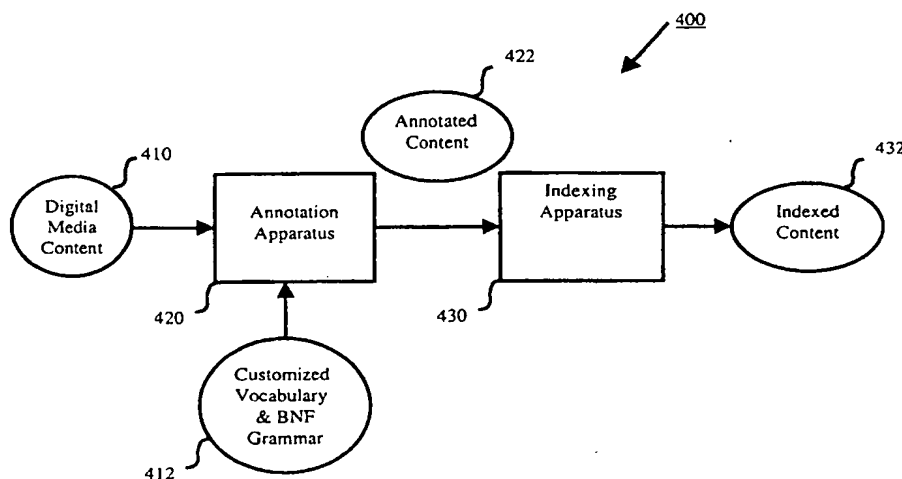 400
422
Annotated
Content
410
432
Digital
Media
Content
Annotation
Apparatus
Indexing
Apparatus
Indexed
Content
420
430
Customized
Vocabulary
& BNF
Grammar
412